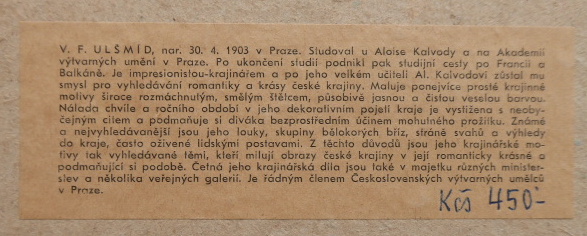 V. F. ULŠMÍD, nar. 30. 4. 1903 v Praze. Studoval u Aloise Kalvody a na Akademii
výtvarných umění v Praze. Po ukončení studií podnikl pak studijní cesty po Francii a
Balkáně. Je impresionistou-krajinářem a po jeho velkém učiteli Al. Kalvodovi zůstal mu
smysl pro vyhledávání romantiky a krásy české krajiny. Maluje ponejvíce prosté krajinné
motivy široce rozmáchnutým, smělým štětcem, působivě jasnou a čistou veselou barvou.
Nálada chvíle a ročního období v jeho dekorativním pojetí kraje je vystižena s neoby-
čejným citem a podmaňuje si diváka bezprostředním účinem mohutného prožitku. Známé
a nejvyhledávanější jsou jeho louky, skupiny bělokorých bříz, stráně svahů a výhledy
do kraje, často oživené lidskými postavami. Z těchto důvodů jsou jeho krajinářské mo-
tivy tak vyhledávané těmi, kteří milují obrazy české krajiny v její romanticky krásné a
podmaňující si podobě. Četná jeho krajinářská díla jsou také v majetku různých minister-
stev a několika veřejných galerií. Je řádným členem Československých výtvarných umělců
v Praze.
Kčs 450·-